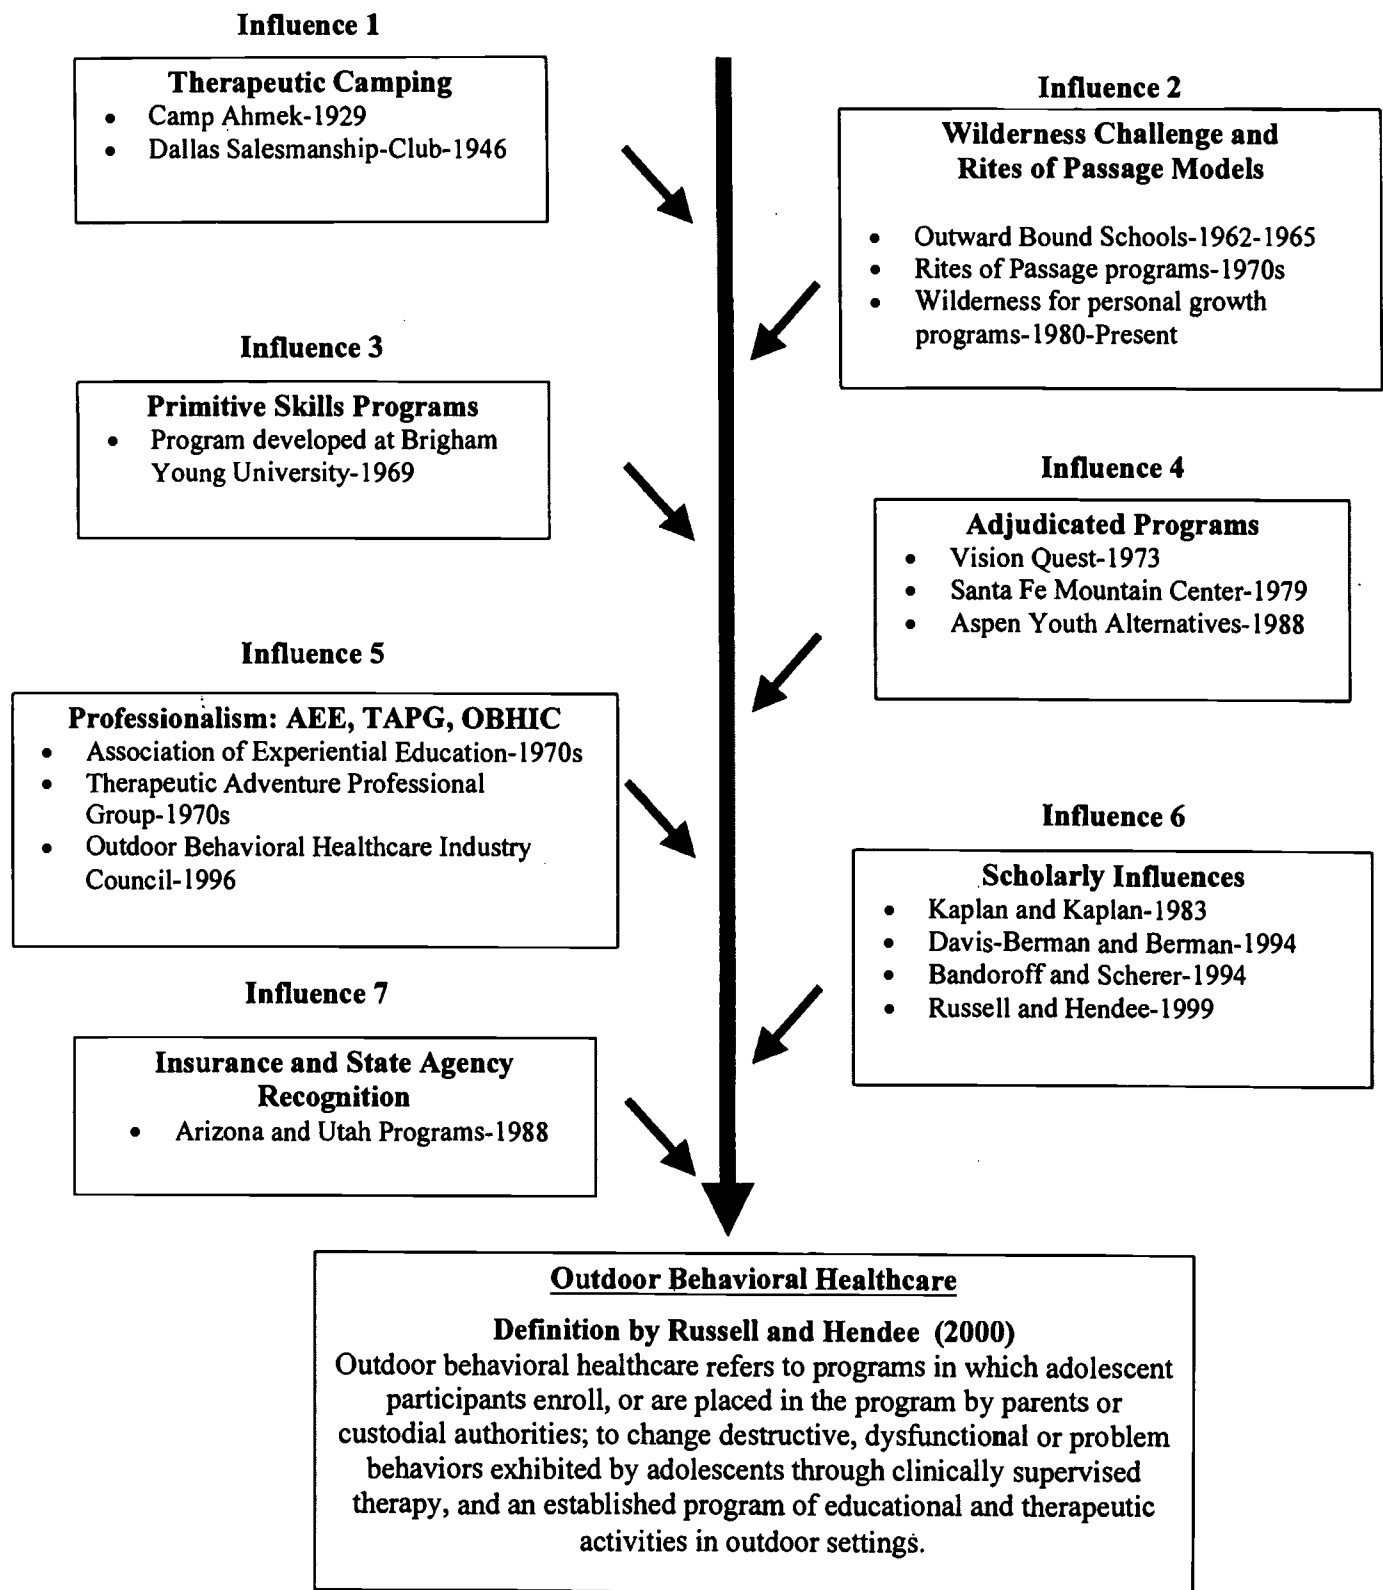 Influence 1
Therapeutic Camping
• Camp Ahmek-1929
• Dallas Salesmanship-Club-1946
Influence 2
Wilderness Challenge and
Rites of Passage Models
• Outward Bound Schools-1962-1965
• Rites of Passage programs-1970s
• Wilderness for personal growth
programs-1980-Present
Influence 3
Primitive Skills Programs
• Program developed at Brigham
Young University-1969
Influence 4
Adjudicated Programs
• Vision Quest-1973
• Santa Fe Mountain Center-1979
• Aspen Youth Alternatives-1988
Influence 5
Professionalism: AEE, TAPG, OBHIC
• Association of Experiential Education-1970s
• Therapeutic Adventure Professional
Group-1970s
• Outdoor Behavioral Healthcare Industry
Council-1996
Influence 6
Scholarly Influences
• Kaplan and Kaplan-1983
• Davis-Berman and Berman-1994
• Bandoroff and Scherer-1994
• Russell and Hendee-1999
Influence 7
Insurance and State Agency
Recognition
• Arizona and Utah Programs-1988
Outdoor Behavioral Healthcare
Definition by Russell and Hendee (2000)
Outdoor behavioral healthcare refers to programs in which adolescent
participants enroll, or are placed in the program by parents or
custodial authorities; to change destructive, dysfunctional or problem
behaviors exhibited by adolescents through clinically supervised
therapy, and an established program of educational and therapeutic
activities in outdoor settings.